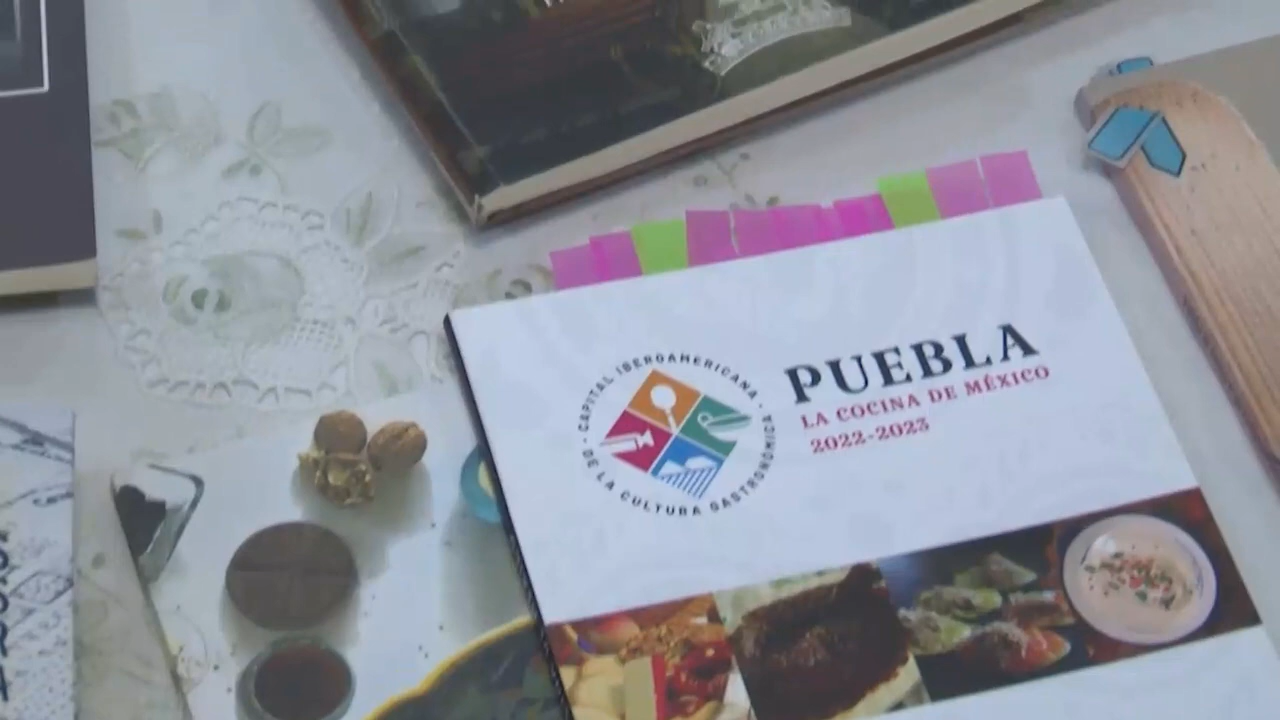 PUEBLA
LA COCINA DE MÉXICO
2022-2023
· CAPITAL IBEROAMERICANA ·
DE LA CULTURA GASTRONÓMICA